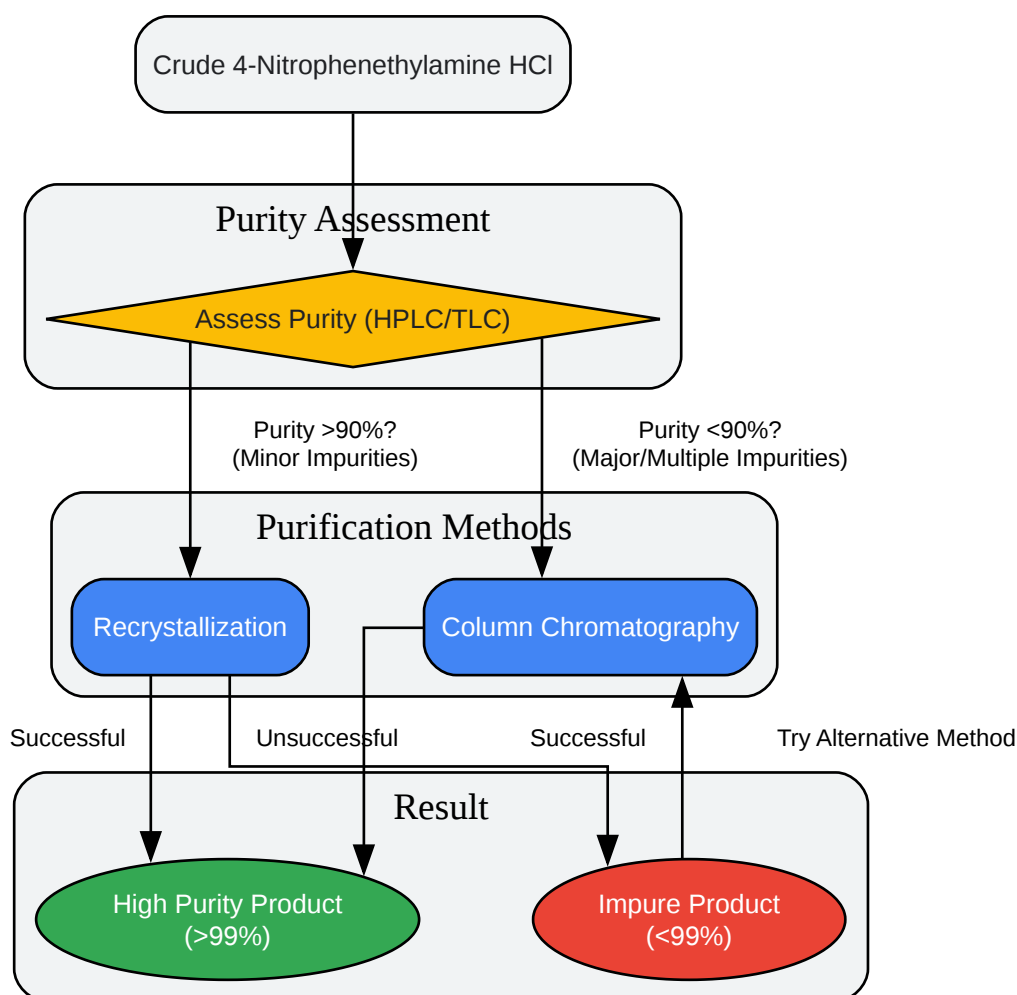 Crude 4-Nitrophenethylamine HCl
Purity Assessment
Assess Purity (HPLC/TLC)
Purity >90%?
(Minor Impurities)
Purity <90%?
(Major/Multiple Impurities)
Purification Methods
Recrystallization
Column Chromatography
Successful
Unsuccessful
Successful
Try Alternative Method
Result
High Purity Product
(>99%)
Impure Product
(<99%)